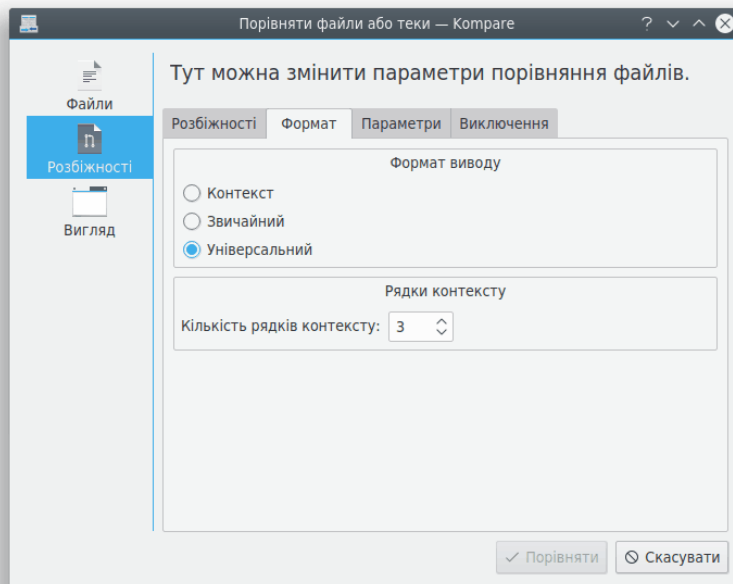 Порівняти файли або теки — Kompare
Файли
Розбіжності
Вигляд
Тут можна змінити параметри порівняння файлів.
Розбіжності Формат Параметри Виключення
Формат виводу
Контекст
Звичайний
Універсальний
Рядки контексту
Кількість рядків контексту: 3
Порівняти Скасувати